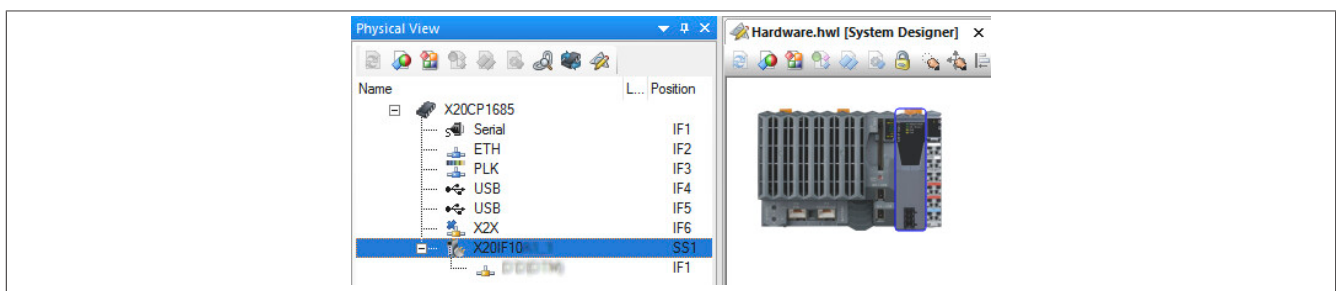 Physical View
Name L... Position
X20CP1685
Serial IF1
ETH IF2
PLK IF3
USB IF4
USB IF5
X2X IF6
X20IF10 SS1
IF1
Hardware.hwl [System Designer]